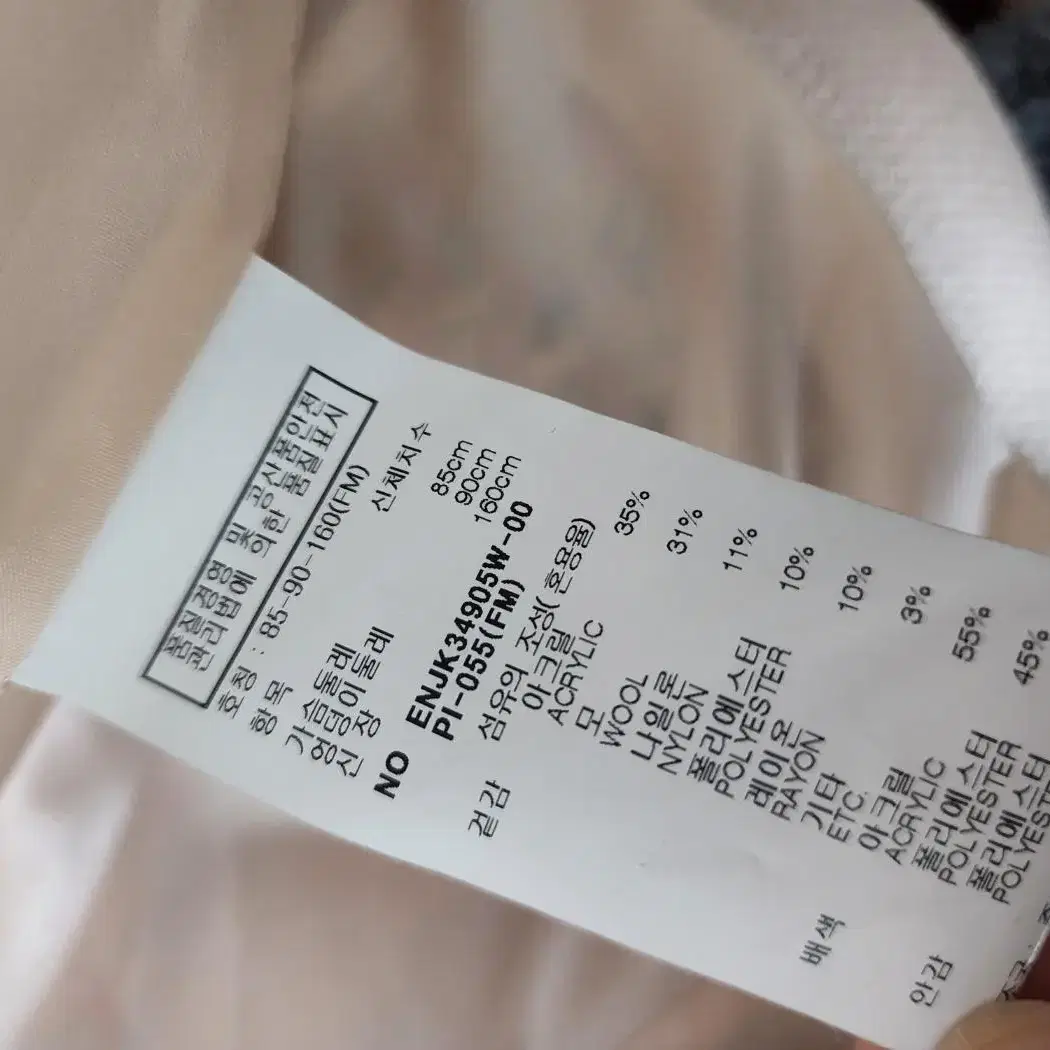 품질경영 및 공산품안전
관리법에 의한 품질표시
호칭 : 85-90-160(FM)
항 목 신체치수
가슴둘레 85cm
엉덩이둘레 90cm
신 장 160cm
NO ENJK34905W-00
PI-055(FM)
섬유의 조성(혼용율)
겉감 아크릴 35%
ACRYLIC
모 31%
WOOL
나일론 11%
NYLON
폴리에스터 10%
POLYESTER
레이온 10%
RAYON
기타 3%
ETC.
배색 아크릴 55%
ACRYLIC
폴리에스터 45%
POLYESTER
안감 폴리에스터
POLYESTER